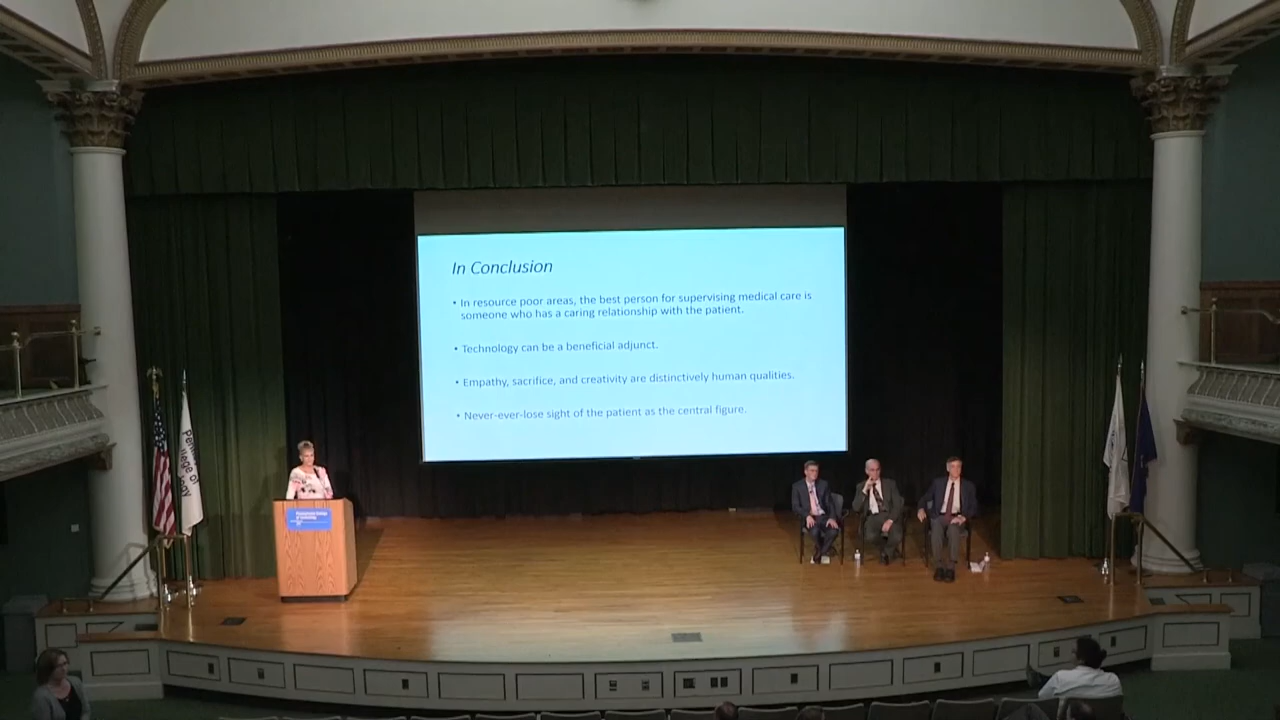 In Conclusion
• In resource poor areas, the best person for supervising medical care is
someone who has a caring relationship with the patient.
• Technology can be a beneficial adjunct.
• Empathy, sacrifice, and creativity are distinctively human qualities.
• Never-ever-lose sight of the patient as the central figure.